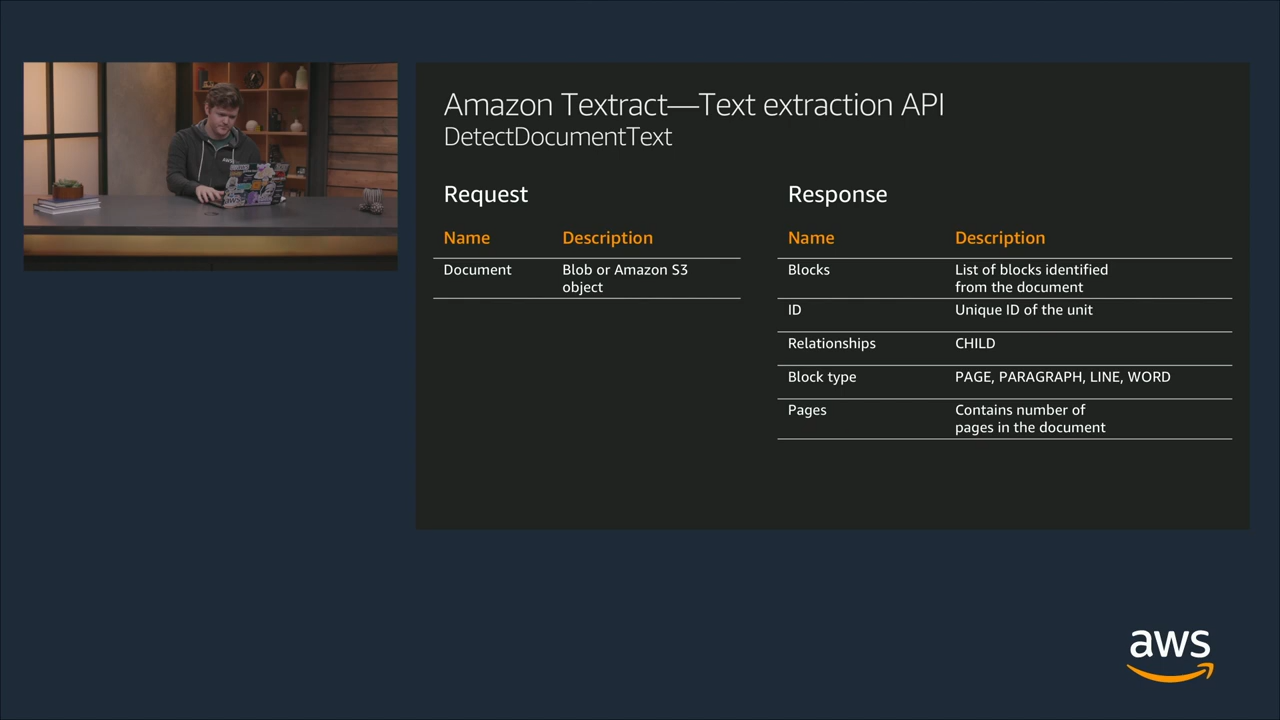 Amazon Textract—Text extraction API
DetectDocumentText
Request
Name Description
Document Blob or Amazon S3
object
Response
Name Description
Blocks List of blocks identified
from the document
ID Unique ID of the unit
Relationships CHILD
Block type PAGE, PARAGRAPH, LINE, WORD
Pages Contains number of
pages in the document
aws